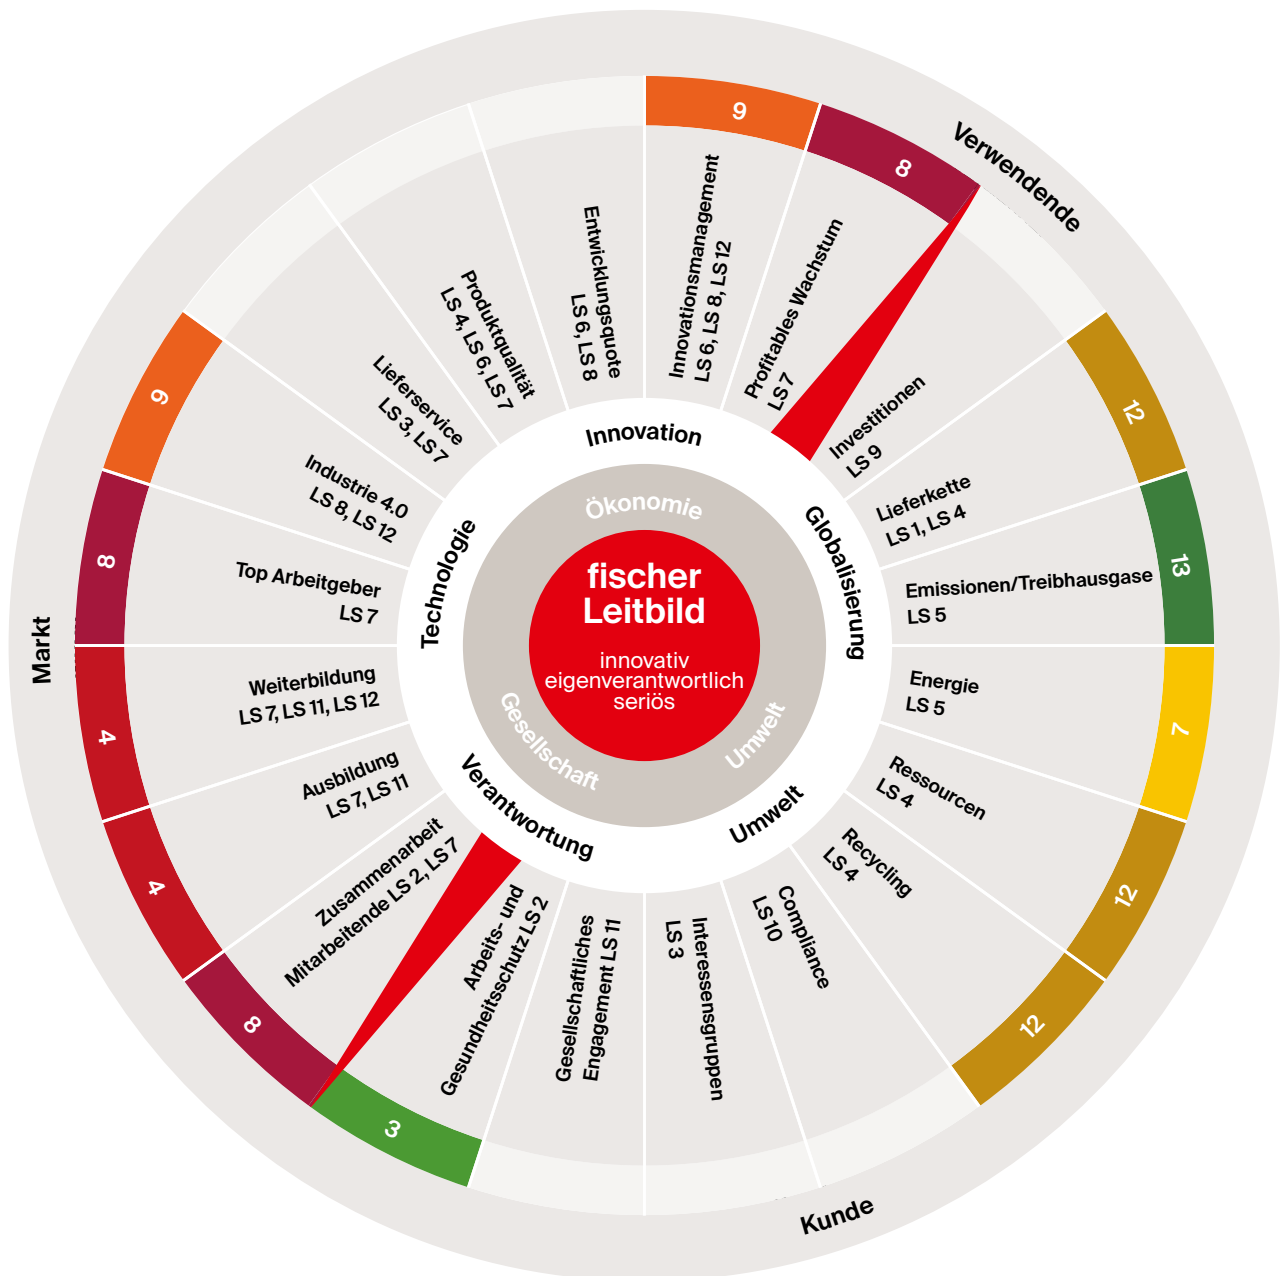 fischer
Leitbild
innovativ
eigenverantwortlich
seriös
Ökonomie
Umwelt
Gesellschaft
Innovation
Globalisierung
Umwelt
Verantwortung
Technologie
Verwendende
Kunde
Markt
9
Innovationsmanagement
LS 6, LS 8, LS 12
8
Profitables Wachstum
LS 7
Investitionen
LS 9
12
Lieferkette
LS 1, LS 4
13
Emissionen/Treibhausgase
LS 5
7
Energie
LS 5
12
Ressourcen
LS 4
12
Recycling
LS 4
Compliance
LS 10
Interessensgruppen
LS 3
Gesellschaftliches
Engagement LS 11
3
Arbeits- und
Gesundheitsschutz LS 2
8
Zusammenarbeit
Mitarbeitende LS 2, LS 7
4
Ausbildung
LS 7, LS 11
4
Weiterbildung
LS 7, LS 11, LS 12
8
Top Arbeitgeber
LS 7
9
Industrie 4.0
LS 8, LS 12
Lieferservice
LS 3, LS 7
Produktqualität
LS 4, LS 6, LS 7
Entwicklungsquote
LS 6, LS 8